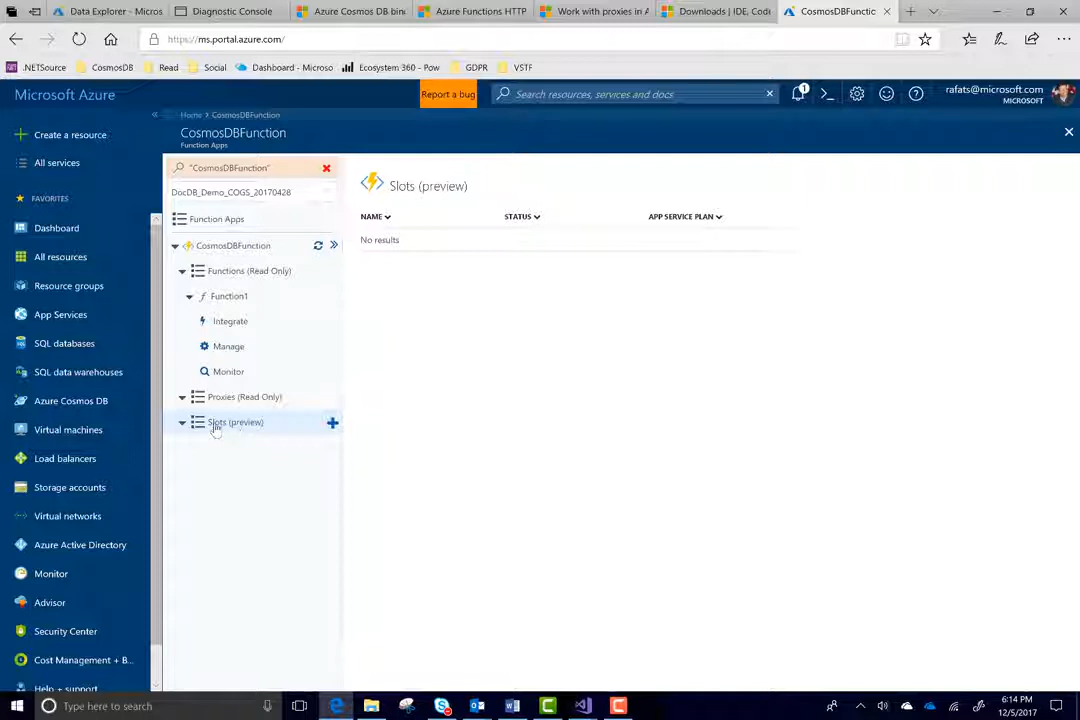 Data Explorer - Micros
Diagnostic Console
Azure Cosmos DB bin
Azure Functions HTTP
Work with proxies in A
Downloads | IDE, Codi
CosmosDBFunctic
https://ms.portal.azure.com/
.NETSource
CosmosDB
Read
Social
Dashboard - Microso
Ecosystem 360 - Pow
GDPR
VSTF
Microsoft Azure
Report a bug
Search resources, services and docs
1
rafats@microsoft.com
MICROSOFT
Create a resource
All services
FAVORITES
Dashboard
All resources
Resource groups
App Services
SQL databases
SQL data warehouses
Azure Cosmos DB
Virtual machines
Load balancers
Storage accounts
Virtual networks
Azure Active Directory
Monitor
Advisor
Security Center
Cost Management + B...
Help + support
Home > CosmosDBFunction
CosmosDBFunction
Function Apps
"CosmosDBFunction"
DocDB_Demo_COGS_20170428
Function Apps
CosmosDBFunction
Functions (Read Only)
Function1
Integrate
Manage
Monitor
Proxies (Read Only)
Slots (preview)
Slots (preview)
NAME
STATUS
APP SERVICE PLAN
No results
Type here to search
6:14 PM
12/5/2017